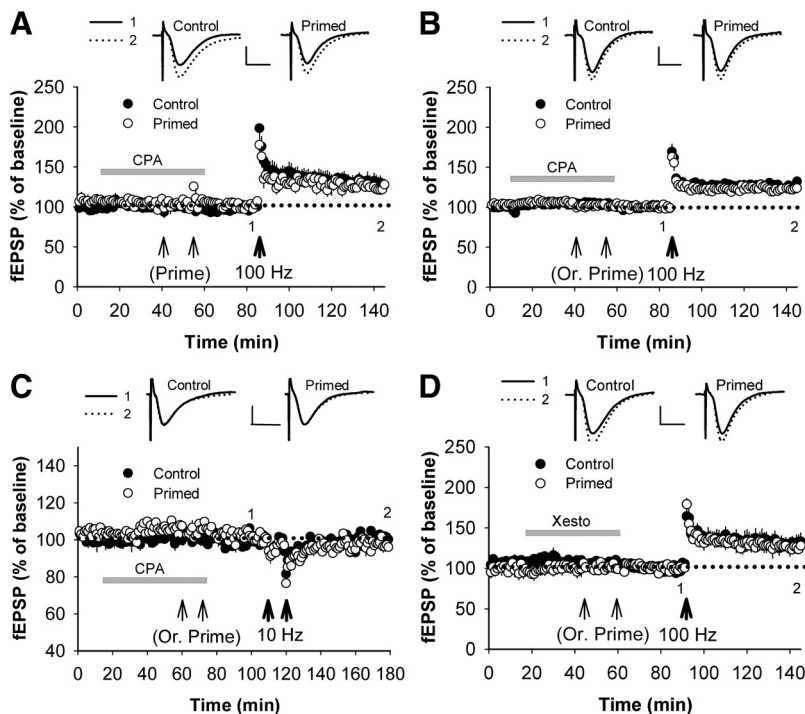 A
1
2
Control
Primed
Control
Primed
CPA
fEPSP (% of baseline)
250
200
150
100
50
0
1
2
(Prime)
100 Hz
0 20 40 60 80 100 120 140
Time (min)
B
1
2
Control
Primed
Control
Primed
CPA
fEPSP (% of baseline)
250
200
150
100
50
0
1
2
(Or. Prime)
100 Hz
0 20 40 60 80 100 120 140
Time (min)
C
1
2
Control
Primed
Control
Primed
fEPSP (% of baseline)
140
120
100
80
60
40
1
2
CPA
(Or. Prime)
10 Hz
0 20 40 60 80 100 120 140 160 180
Time (min)
D
1
2
Control
Primed
Control
Primed
Xesto
fEPSP (% of baseline)
250
200
150
100
50
0
1
2
(Or. Prime)
100 Hz
0 20 40 60 80 100 120 140
Time (min)